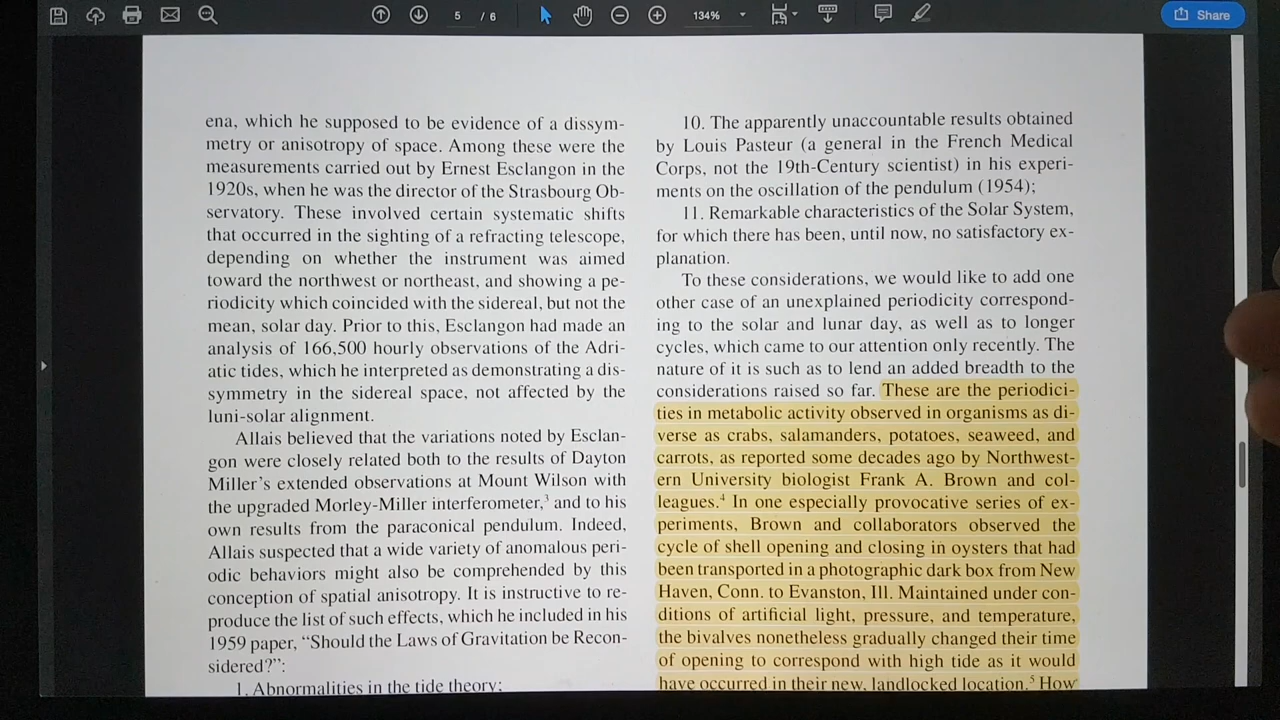 5 / 6
134%
Share
ena, which he supposed to be evidence of a dissym-
metry or anisotropy of space. Among these were the
measurements carried out by Ernest Esclangon in the
1920s, when he was the director of the Strasbourg Ob-
servatory. These involved certain systematic shifts
that occurred in the sighting of a refracting telescope,
depending on whether the instrument was aimed
toward the northwest or northeast, and showing a pe-
riodicity which coincided with the sidereal, but not the
mean, solar day. Prior to this, Esclangon had made an
analysis of 166,500 hourly observations of the Adri-
atic tides, which he interpreted as demonstrating a dis-
symmetry in the sidereal space, not affected by the
luni-solar alignment.
Allais believed that the variations noted by Esclan-
gon were closely related both to the results of Dayton
Miller's extended observations at Mount Wilson with
the upgraded Morley-Miller interferometer,³ and to his
own results from the paraconical pendulum. Indeed,
Allais suspected that a wide variety of anomalous peri-
odic behaviors might also be comprehended by this
conception of spatial anisotropy. It is instructive to re-
produce the list of such effects, which he included in his
1959 paper, "Should the Laws of Gravitation be Recon-
sidered?":
1. Abnormalities in the tide theory;
10. The apparently unaccountable results obtained
by Louis Pasteur (a general in the French Medical
Corps, not the 19th-Century scientist) in his experi-
ments on the oscillation of the pendulum (1954);
11. Remarkable characteristics of the Solar System,
for which there has been, until now, no satisfactory ex-
planation.
To these considerations, we would like to add one
other case of an unexplained periodicity correspond-
ing to the solar and lunar day, as well as to longer
cycles, which came to our attention only recently. The
nature of it is such as to lend an added breadth to the
considerations raised so far. These are the periodici-
ties in metabolic activity observed in organisms as di-
verse as crabs, salamanders, potatoes, seaweed, and
carrots, as reported some decades ago by Northwest-
ern University biologist Frank A. Brown and col-
leagues.⁴ In one especially provocative series of ex-
periments, Brown and collaborators observed the
cycle of shell opening and closing in oysters that had
been transported in a photographic dark box from New
Haven, Conn. to Evanston, Ill. Maintained under con-
ditions of artificial light, pressure, and temperature,
the bivalves nonetheless gradually changed their time
of opening to correspond with high tide as it would
have occurred in their new, landlocked location.⁵ How